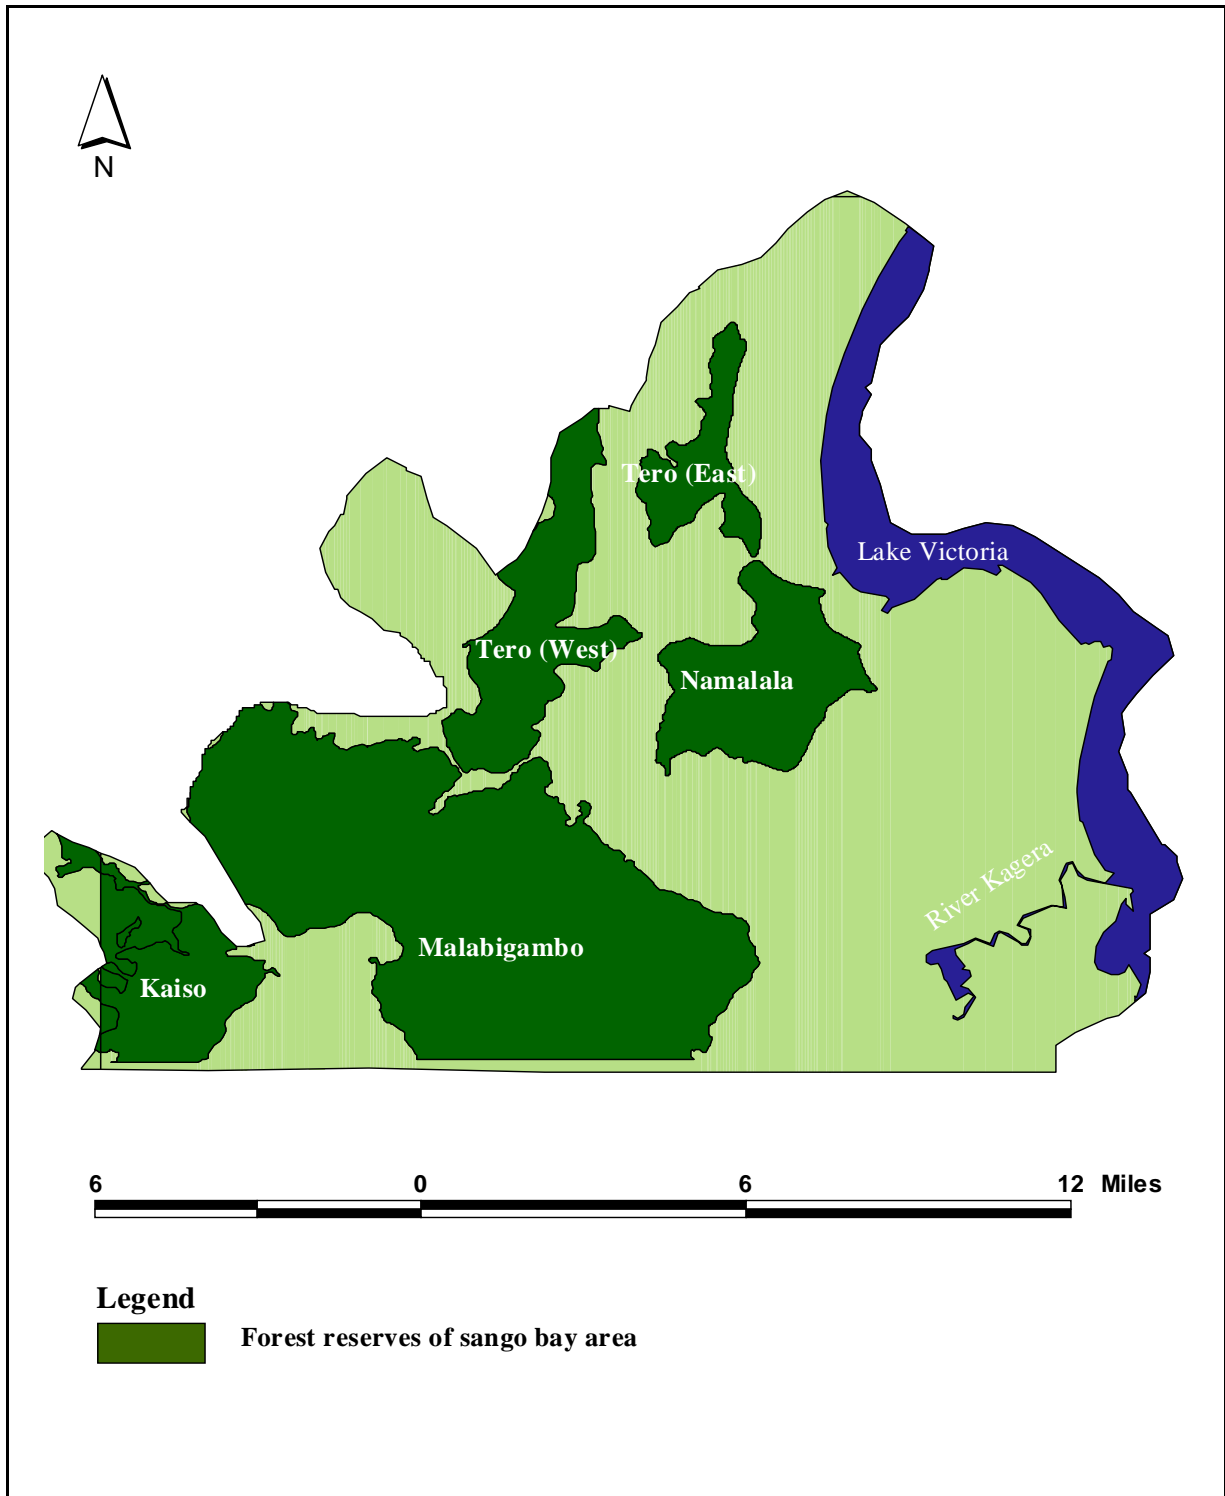 N
Tero (East)
Lake Victoria
Tero (West)
Namalala
River Kagera
Malabigambo
Kaiso
6 0 6 12 Miles
Legend
Forest reserves of sango bay area